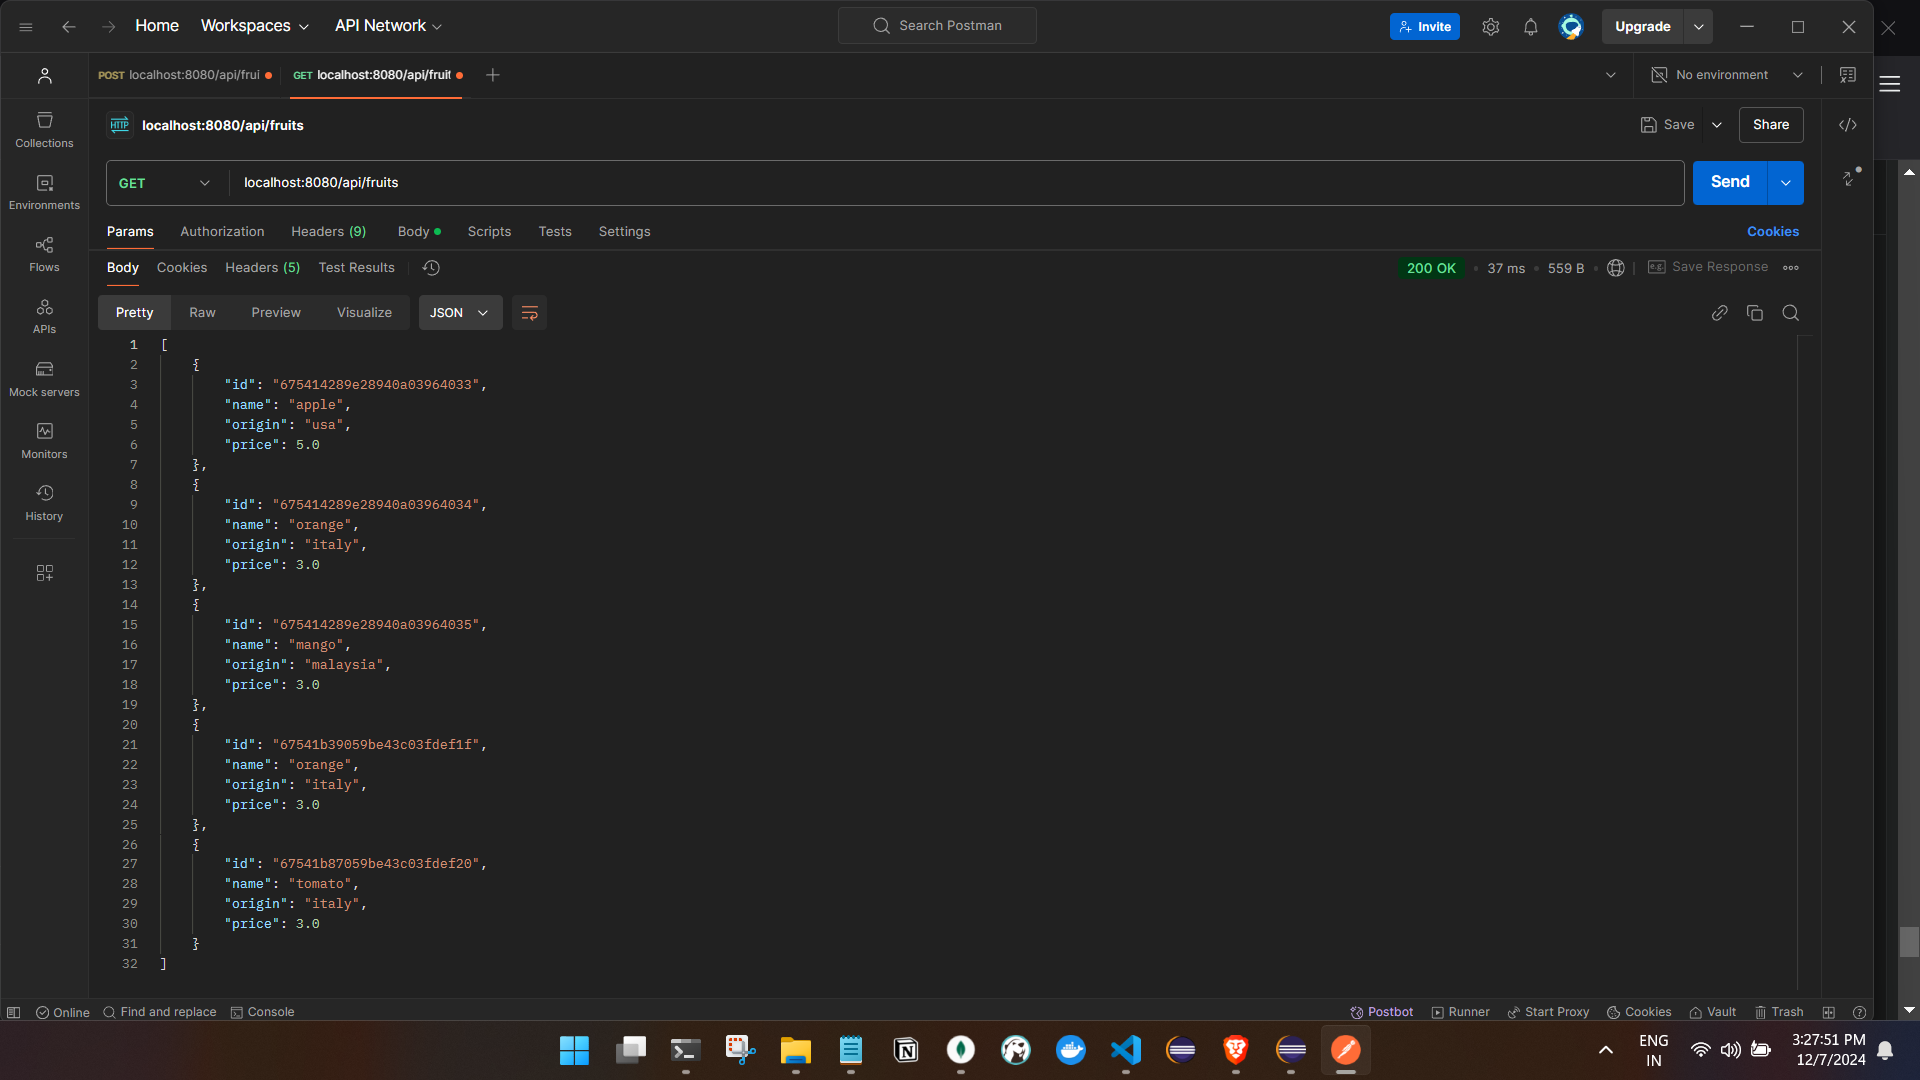 Home Workspaces API Network Search Postman Invite Upgrade
POST localhost:8080/api/frui GET localhost:8080/api/fruit No environment
HTTP localhost:8080/api/fruits Save Share
Collections
GET localhost:8080/api/fruits Send
Environments
Params Authorization Headers (9) Body Scripts Tests Settings Cookies
Flows
Body Cookies Headers (5) Test Results 200 OK 37 ms 559 B e.g. Save Response
APIs
Pretty Raw Preview Visualize JSON
Mock servers
Monitors
History
1 [
2 {
3 "id": "675414289e28940a03964033",
4 "name": "apple",
5 "origin": "usa",
6 "price": 5.0
7 },
8 {
9 "id": "675414289e28940a03964034",
10 "name": "orange",
11 "origin": "italy",
12 "price": 3.0
13 },
14 {
15 "id": "675414289e28940a03964035",
16 "name": "mango",
17 "origin": "malaysia",
18 "price": 3.0
19 },
20 {
21 "id": "67541b39059be43c03fdef1f",
22 "name": "orange",
23 "origin": "italy",
24 "price": 3.0
25 },
26 {
27 "id": "67541b87059be43c03fdef20",
28 "name": "tomato",
29 "origin": "italy",
30 "price": 3.0
31 }
32 ]
Online Find and replace Console Postbot Runner Start Proxy Cookies Vault Trash
ENG 3:27:51 PM
IN 12/7/2024